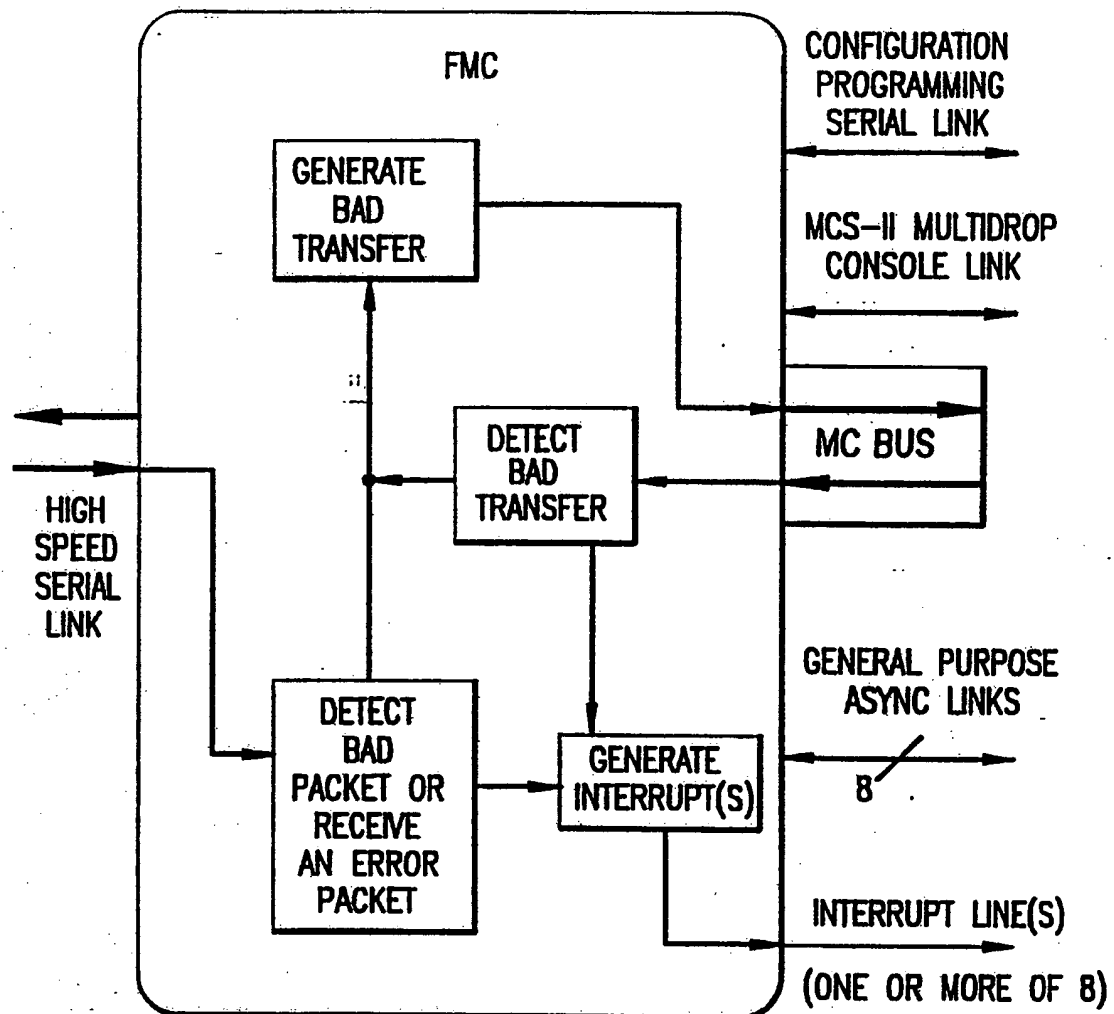 FMC
CONFIGURATION
PROGRAMMING
SERIAL LINK
GENERATE
BAD
TRANSFER
MCS-II MULTIDROP
CONSOLE LINK
DETECT
BAD
TRANSFER
MC BUS
HIGH
SPEED
SERIAL
LINK
GENERAL PURPOSE
ASYNC LINKS
8
DETECT
BAD
PACKET OR
RECEIVE
AN ERROR
PACKET
GENERATE
INTERRUPT(S)
INTERRUPT LINE(S)
(ONE OR MORE OF 8)